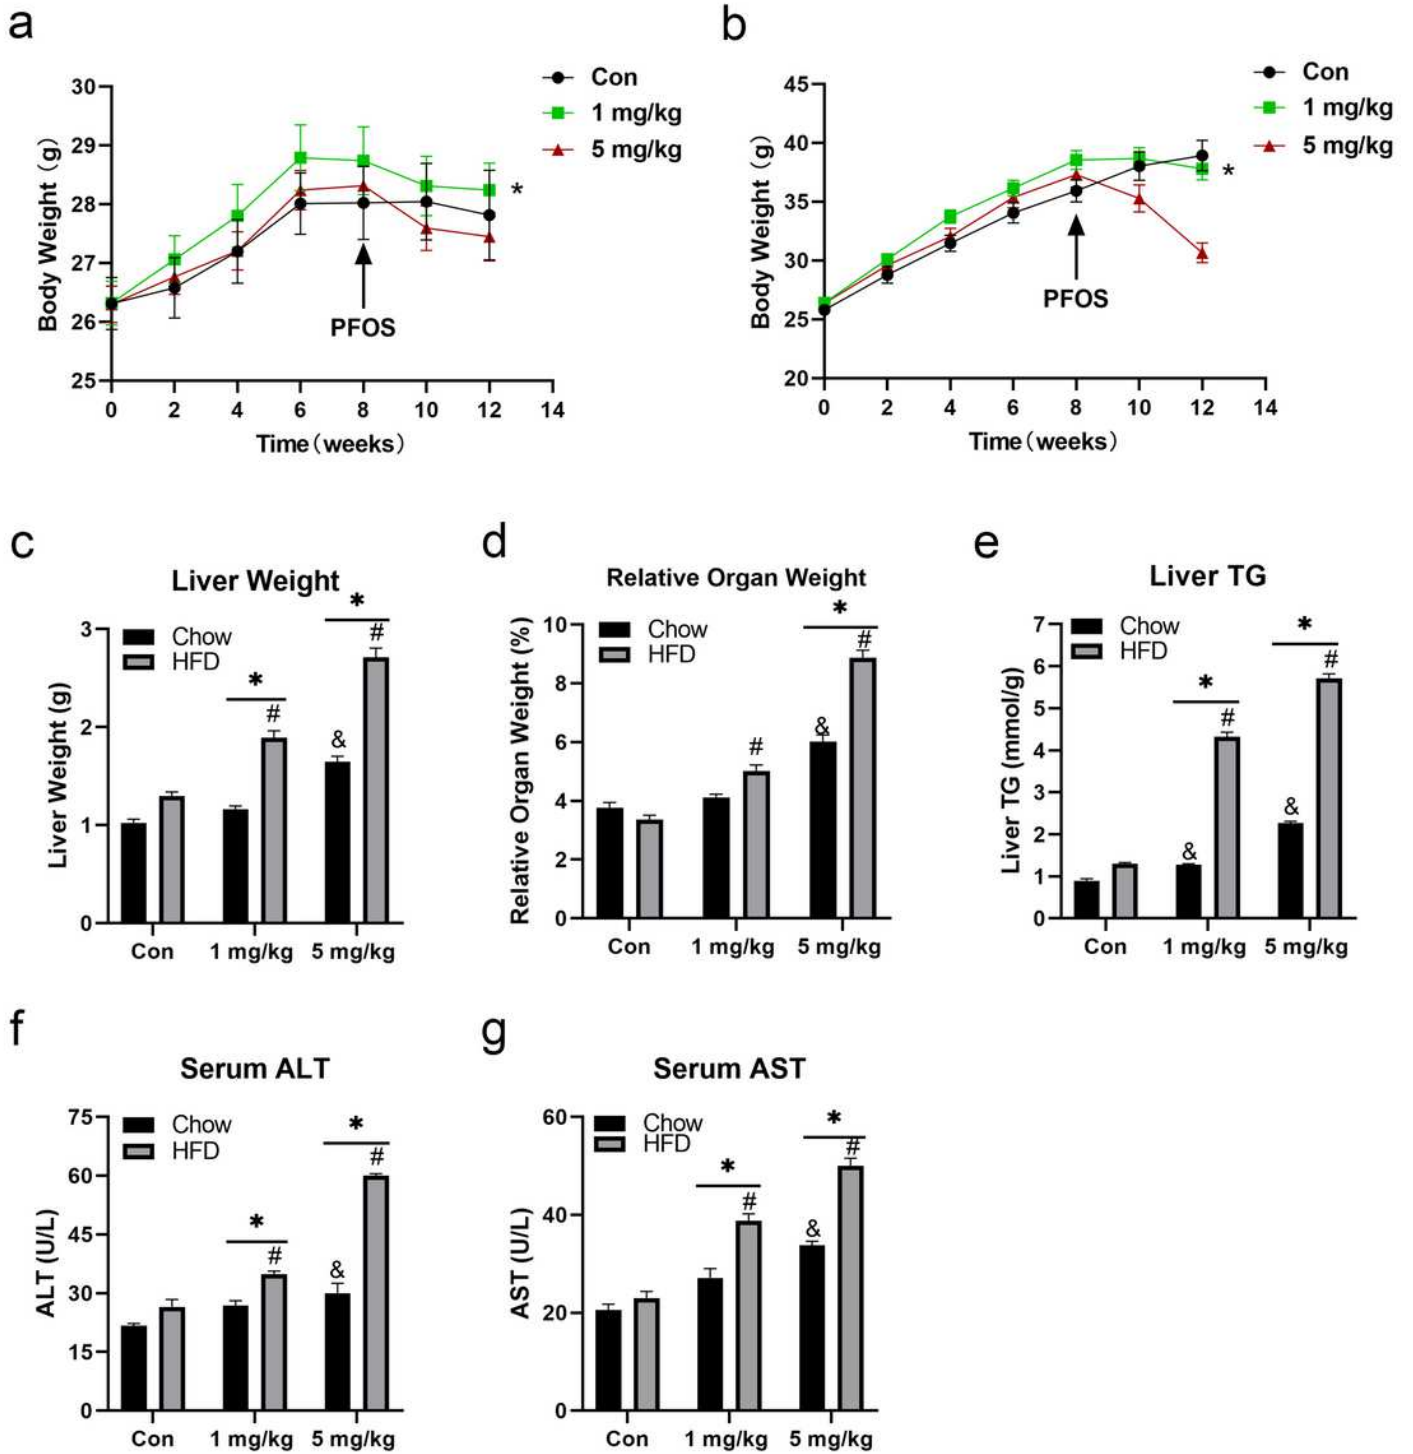 a
Con
1 mg/kg
5 mg/kg
Body Weight (g)
30
29
28
27
26
25
*
PFOS
0 2 4 6 8 10 12 14
Time (weeks)
b
Con
1 mg/kg
5 mg/kg
Body Weight (g)
45
40
35
30
25
20
*
PFOS
0 2 4 6 8 10 12 14
Time (weeks)
c
Liver Weight
Chow
HFD
Liver Weight (g)
3
2
1
0
*
#
&
*
#
Con 1 mg/kg 5 mg/kg
d
Relative Organ Weight
Chow
HFD
Relative Organ Weight (%)
10
8
6
4
2
0
#
&
*
#
Con 1 mg/kg 5 mg/kg
e
Liver TG
Chow
HFD
Liver TG (mmol/g)
7
6
5
4
3
2
1
0
&
*
#
&
*
#
Con 1 mg/kg 5 mg/kg
f
Serum ALT
Chow
HFD
ALT (U/L)
75
60
45
30
15
0
*
#
&
*
#
Con 1 mg/kg 5 mg/kg
g
Serum AST
Chow
HFD
AST (U/L)
60
40
20
0
*
#
&
*
#
Con 1 mg/kg 5 mg/kg